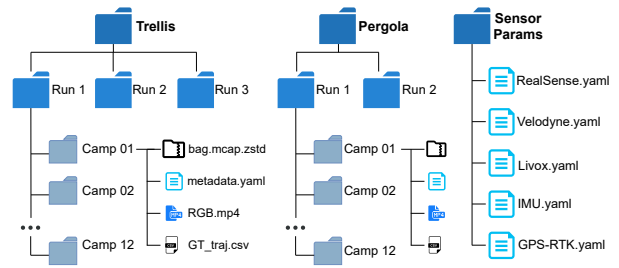 Trellis
Pergola
Sensor
Params
Run 1
Run 2
Run 3
Run 1
Run 2
RealSense.yaml
Velodyne.yaml
Livox.yaml
IMU.yaml
GPS-RTK.yaml
Camp 01
bag.mcap.zstd
Camp 02
metadata.yaml
MP4
RGB.mp4
...
Camp 12
CSV
GT_traj.csv
Camp 01
Camp 02
MP4
...
Camp 12
CSV